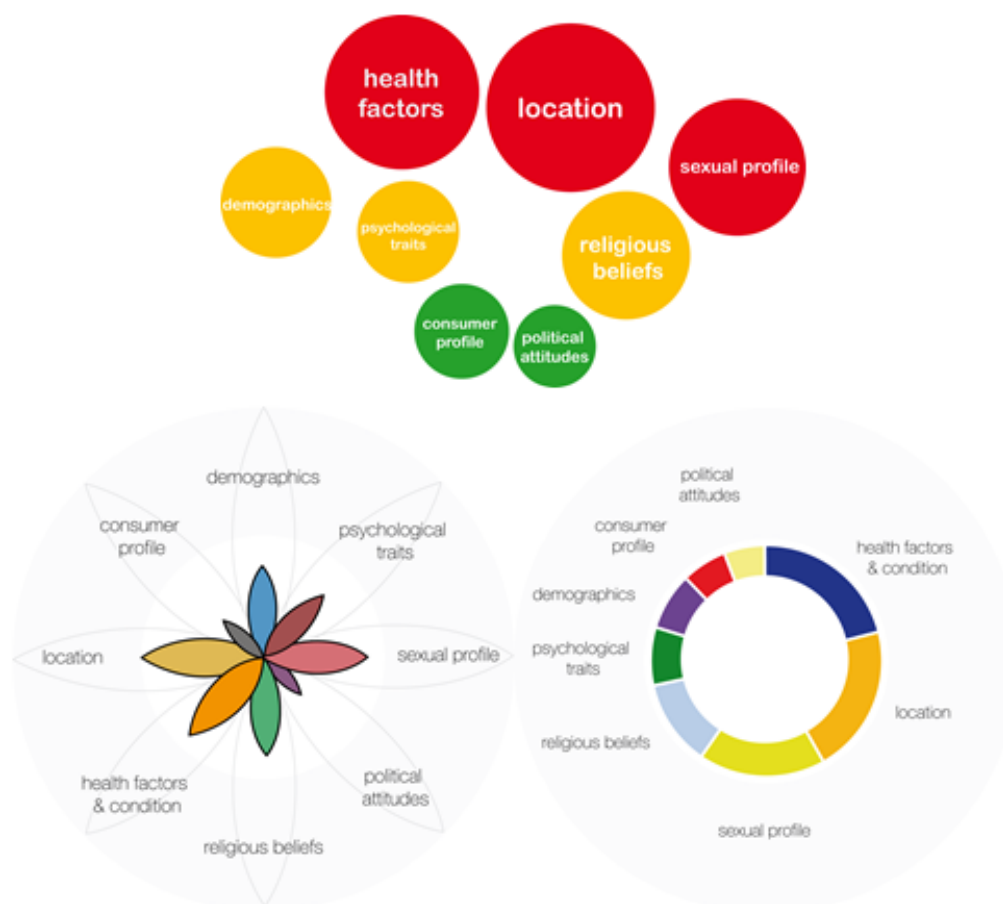 health
factors
location
sexual profile
demographics
psychological
traits
religious
beliefs
consumer
profile
political
attitudes
demographics
consumer
profile
psychological
traits
location
sexual profile
health factors
& condition
political
attitudes
religious beliefs
political
attitudes
consumer
profile
health factors
& condition
demographics
psychological
traits
location
religious beliefs
sexual profile